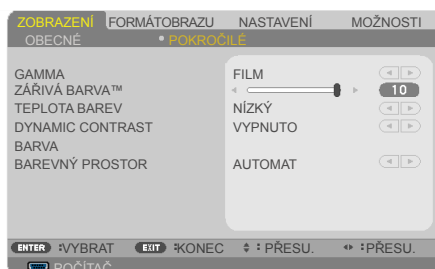 ZOBRAZENÍ FORMÁTOBRAZU NASTAVENÍ MOŽNOSTI
OBECNÉ • POKROČILÉ
GAMMA FILM
ZÁŘIVÁ BARVA™ 10
TEPLOTA BAREV NÍZKÝ
DYNAMIC CONTRAST VYPNUTO
BARVA
BAREVNÝ PROSTOR AUTOMAT
ENTER :VYBRAT EXIT :KONEC :PŘESU. :PŘESU.
POČÍTAČ